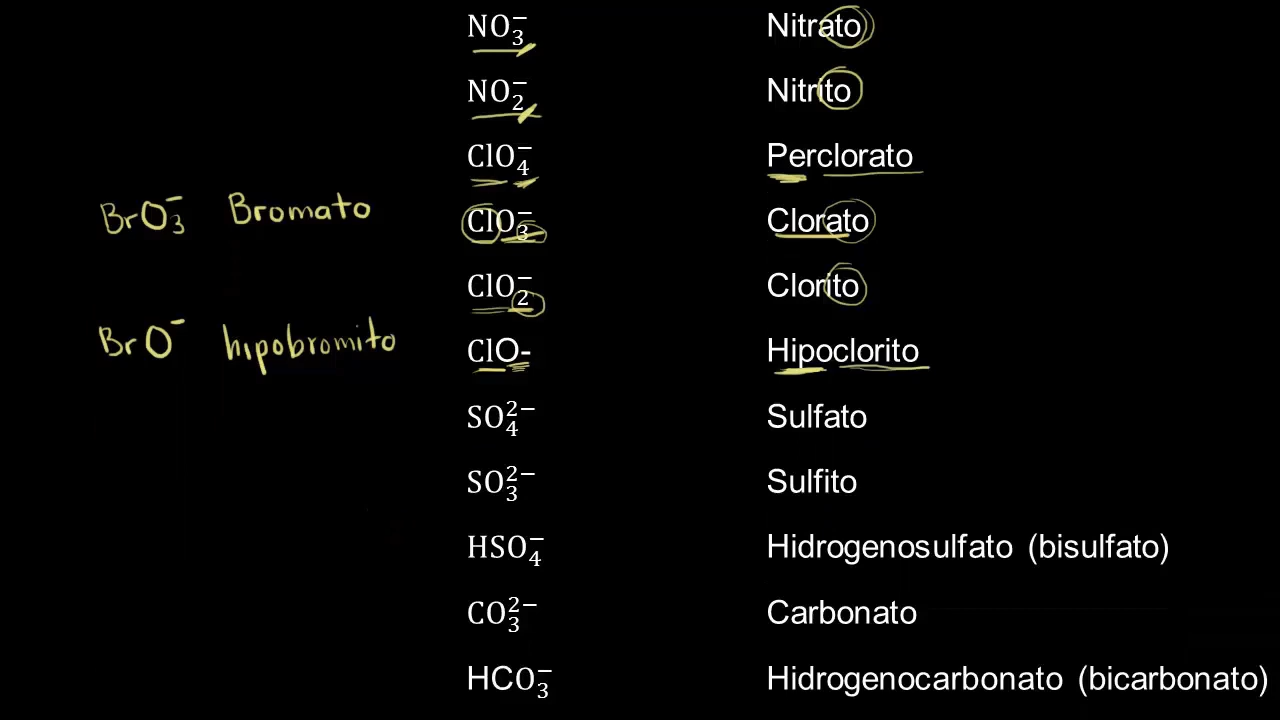 NO₃⁻ Nitrato
NO₂⁻ Nitrito
ClO₄⁻ Perclorato
BrO₃⁻ Bromato ClO₃⁻ Clorato
ClO₂⁻ Clorito
BrO⁻ hipobromito ClO- Hipoclorito
SO₄²⁻ Sulfato
SO₃²⁻ Sulfito
HSO₄⁻ Hidrogenosulfato (bisulfato)
CO₃²⁻ Carbonato
HCO₃⁻ Hidrogenocarbonato (bicarbonato)